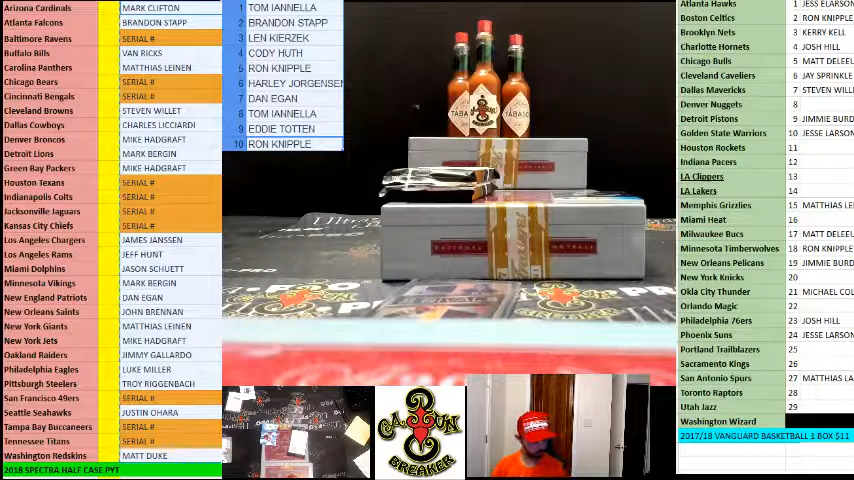 Arizona Cardinals MARK CLIFTON
Atlanta Falcons BRANDON STAPP
Baltimore Ravens SERIAL #
Buffalo Bills VAN RICKS
Carolina Panthers MATTHIAS LEINEN
Chicago Bears SERIAL #
Cincinnati Bengals SERIAL #
Cleveland Browns STEVEN WILLET
Dallas Cowboys CHARLES LICCIARDI
Denver Broncos MIKE HADGRAFT
Detroit Lions MARK BERGIN
Green Bay Packers MIKE HADGRAFT
Houston Texans SERIAL #
Indianapolis Colts SERIAL #
Jacksonville Jaguars SERIAL #
Kansas City Chiefs SERIAL #
Los Angeles Chargers JAMES JANSSEN
Los Angeles Rams JEFF HUNT
Miami Dolphins JASON SCHUETT
Minnesota Vikings MARK BERGIN
New England Patriots DAN EGAN
New Orleans Saints JOHN BRENNAN
New York Giants MATTHIAS LEINEN
New York Jets MIKE HADGRAFT
Oakland Raiders JIMMY GALLARDO
Philadelphia Eagles LUKE MILLER
Pittsburgh Steelers TROY RIGGENBACH
San Francisco 49ers SERIAL #
Seattle Seahawks JUSTIN OHARA
Tampa Bay Buccaneers SERIAL #
Tennessee Titans SERIAL #
Washington Redskins MATT DUKE
2018 SPECTRA HALF CASE PYT
1 TOM IANNELLA
2 BRANDON STAPP
3 LEN KIERZEK
4 CODY HUTH
5 RON KNIPPLE
6 HARLEY JORGENSEN
7 DAN EGAN
8 TOM IANNELLA
9 EDDIE TOTTEN
10 RON KNIPPLE
CA JUN
BREAKER
Atlanta Hawks 1 JESS ELARSON
Boston Celtics 2 RON KNIPPLE
Brooklyn Nets 3 KERRY KELL
Charlotte Hornets 4 JOSH HILL
Chicago Bulls 5 MATT DELEEU
Cleveland Cavaliers 6 JAY SPRINKLE
Dallas Mavericks 7 STEVEN WILL
Denver Nuggets 8
Detroit Pistons 9 JIMMIE BURD
Golden State Warriors 10 JESSE LARSON
Houston Rockets 11
Indiana Pacers 12
LA Clippers 13
LA Lakers 14
Memphis Grizzlies 15 MATTHIAS LE
Miami Heat 16
Milwaukee Bucs 17 MATT DELEEU
Minnesota Timberwolves 18 RON KNIPPLE
New Orleans Pelicans 19 JIMMIE BURD
New York Knicks 20
Okla City Thunder 21 MICHAEL COL
Orlando Magic 22
Philadelphia 76ers 23 JOSH HILL
Phoenix Suns 24 JESSE LARSON
Portland Trailblazers 25
Sacramento Kings 26
San Antonio Spurs 27 MATTHIAS LA
Toronto Raptors 28
Utah Jazz 29
Washington Wizard
2017/18 VANGUARD BASKETBALL 1 BOX $11